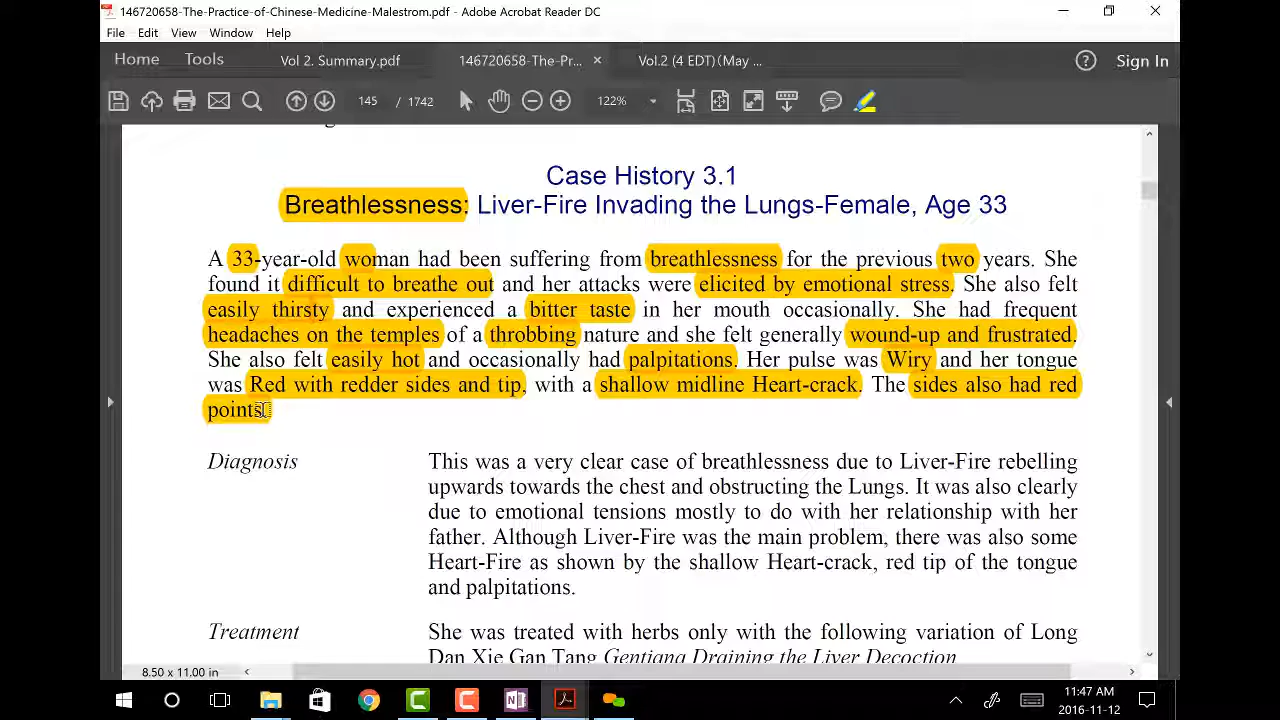 146720658-The-Practice-of-Chinese-Medicine-Malestrom.pdf - Adobe Acrobat Reader DC
File Edit View Window Help
Home Tools Vol 2. Summary.pdf 146720658-The-Pr... × Vol.2 (4 EDT)(May ... Sign In
145 / 1742 122%
Case History 3.1
Breathlessness: Liver-Fire Invading the Lungs-Female, Age 33
A 33-year-old woman had been suffering from breathlessness for the previous two years. She
found it difficult to breathe out and her attacks were elicited by emotional stress. She also felt
easily thirsty and experienced a bitter taste in her mouth occasionally. She had frequent
headaches on the temples of a throbbing nature and she felt generally wound-up and frustrated.
She also felt easily hot and occasionally had palpitations. Her pulse was Wiry and her tongue
was Red with redder sides and tip, with a shallow midline Heart-crack. The sides also had red
points.
Diagnosis This was a very clear case of breathlessness due to Liver-Fire rebelling
upwards towards the chest and obstructing the Lungs. It was also clearly
due to emotional tensions mostly to do with her relationship with her
father. Although Liver-Fire was the main problem, there was also some
Heart-Fire as shown by the shallow Heart-crack, red tip of the tongue
and palpitations.
Treatment She was treated with herbs only with the following variation of Long
Dan Xie Gan Tang Gentiana Draining the Liver Decoction
8.50 x 11.00 in
11:47 AM
2016-11-12